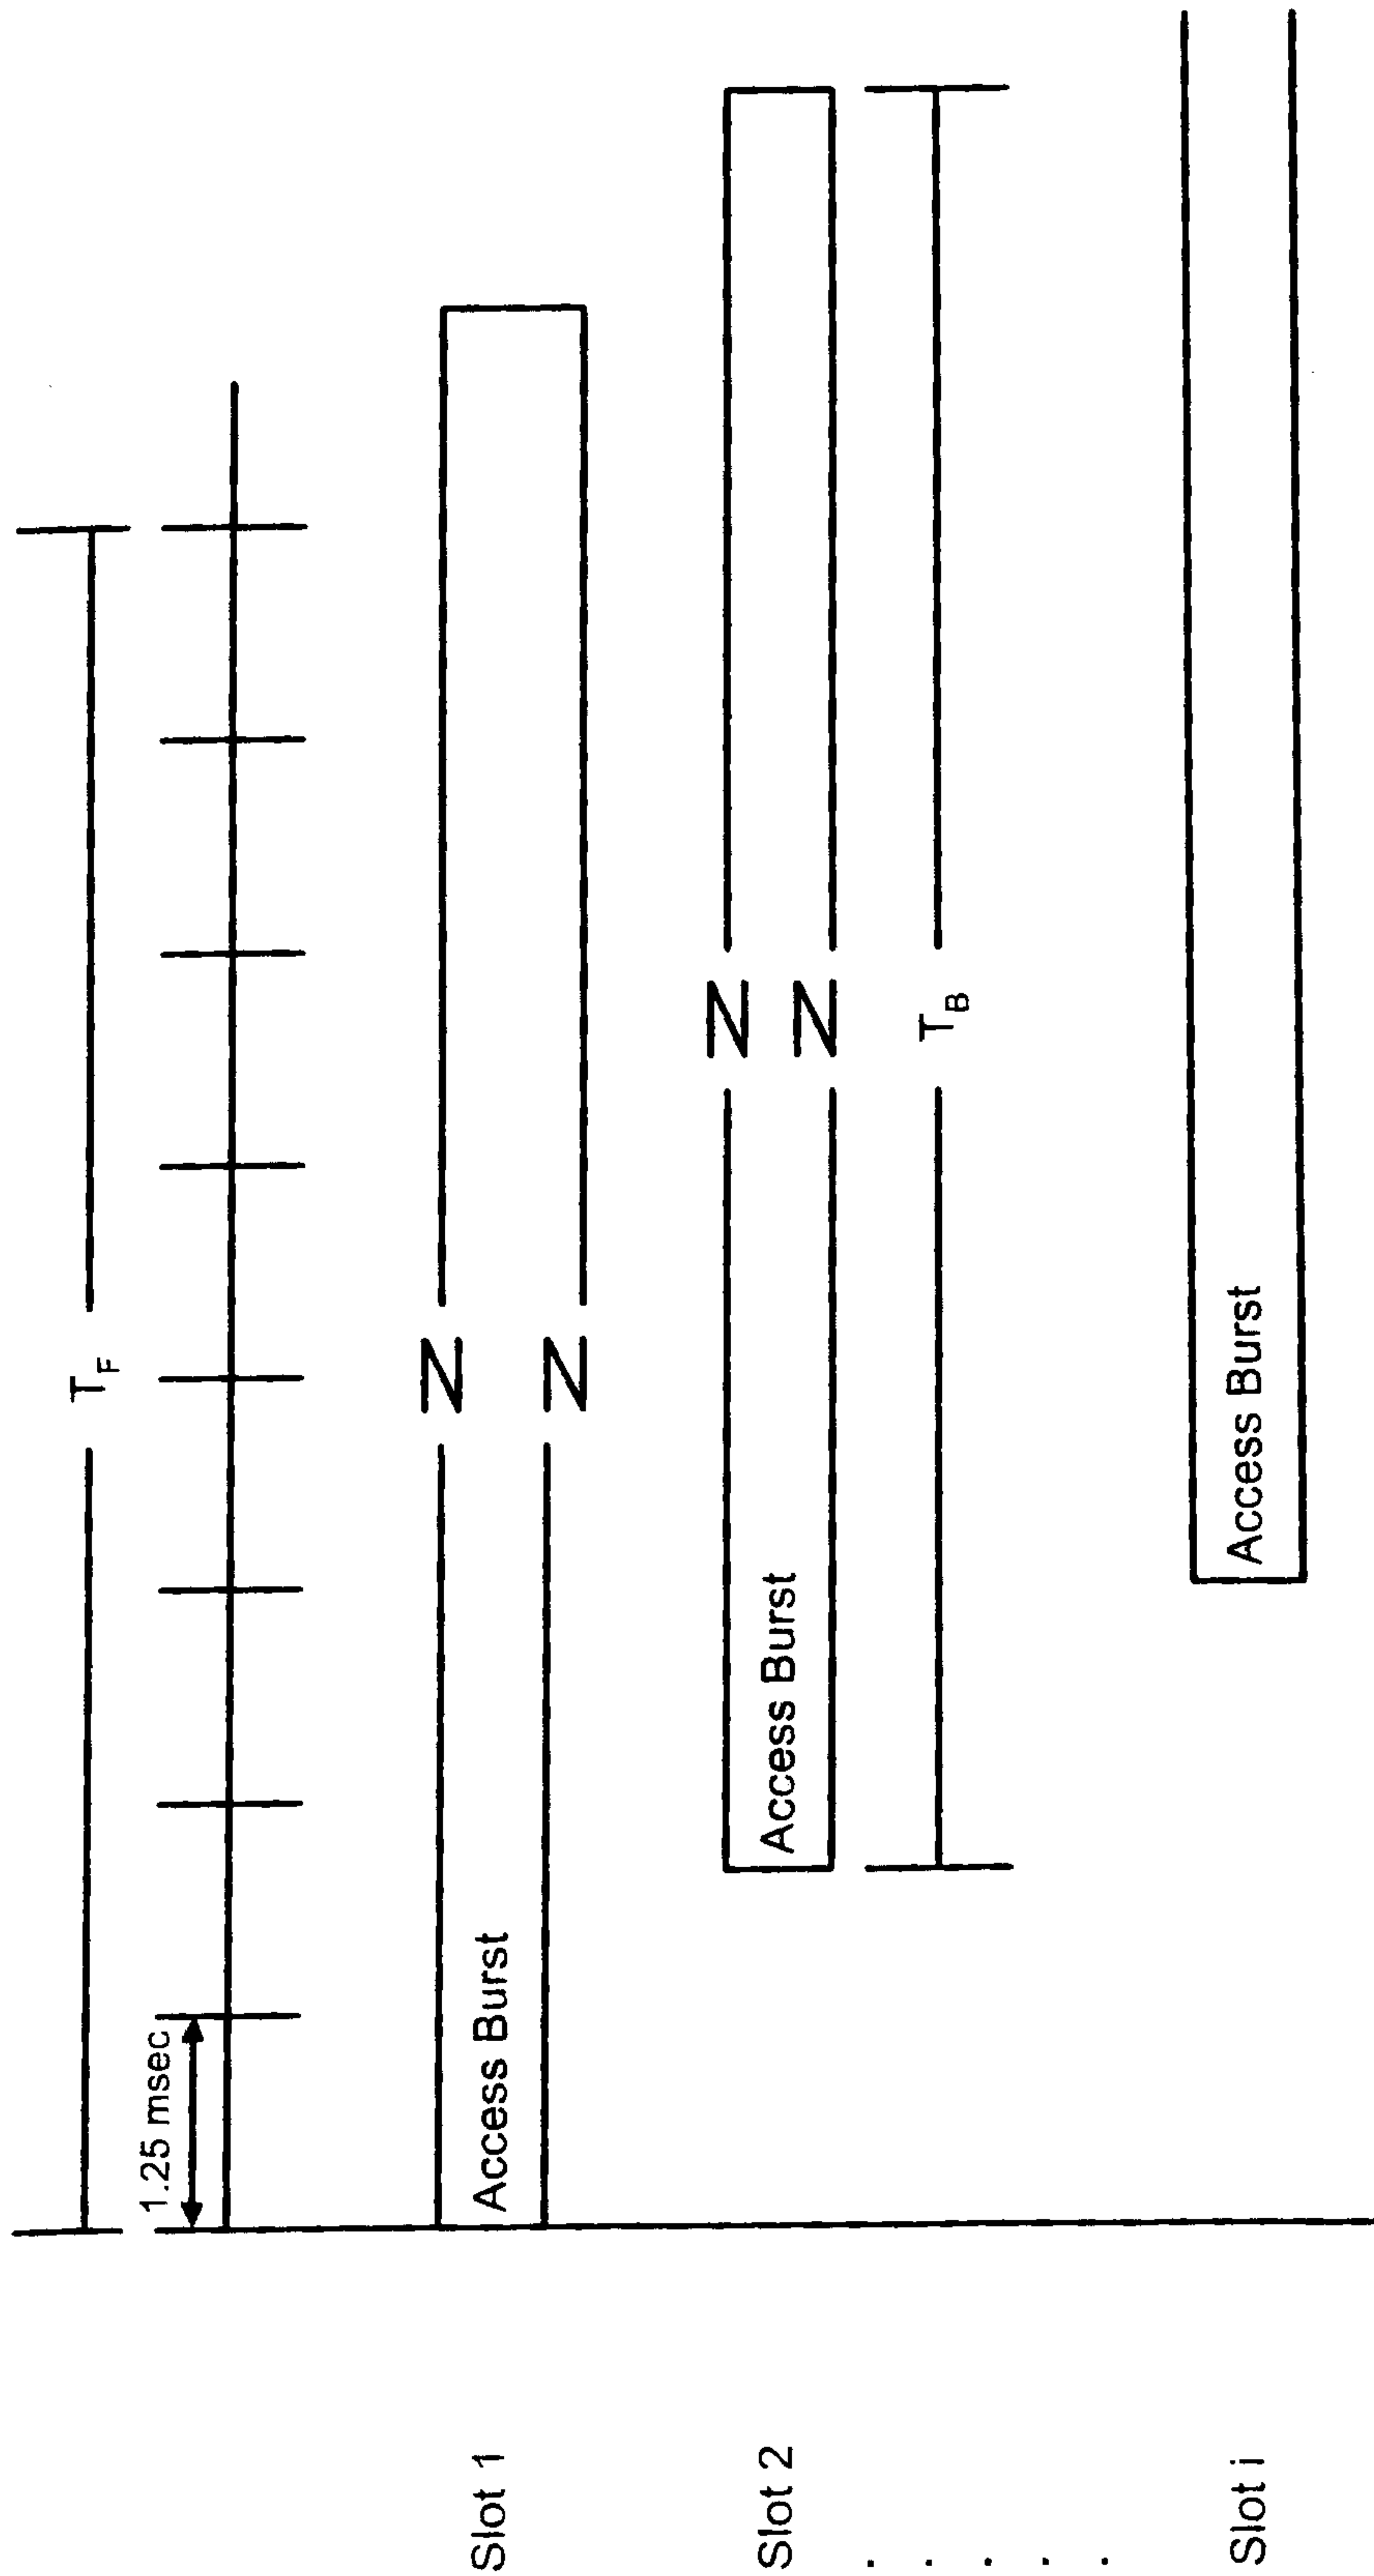 T_F
1.25 msec
Slot 1
Access Burst
N
N
Slot 2
Access Burst
N
N
T_B
.
.
.
.
.
Slot i
Access Burst